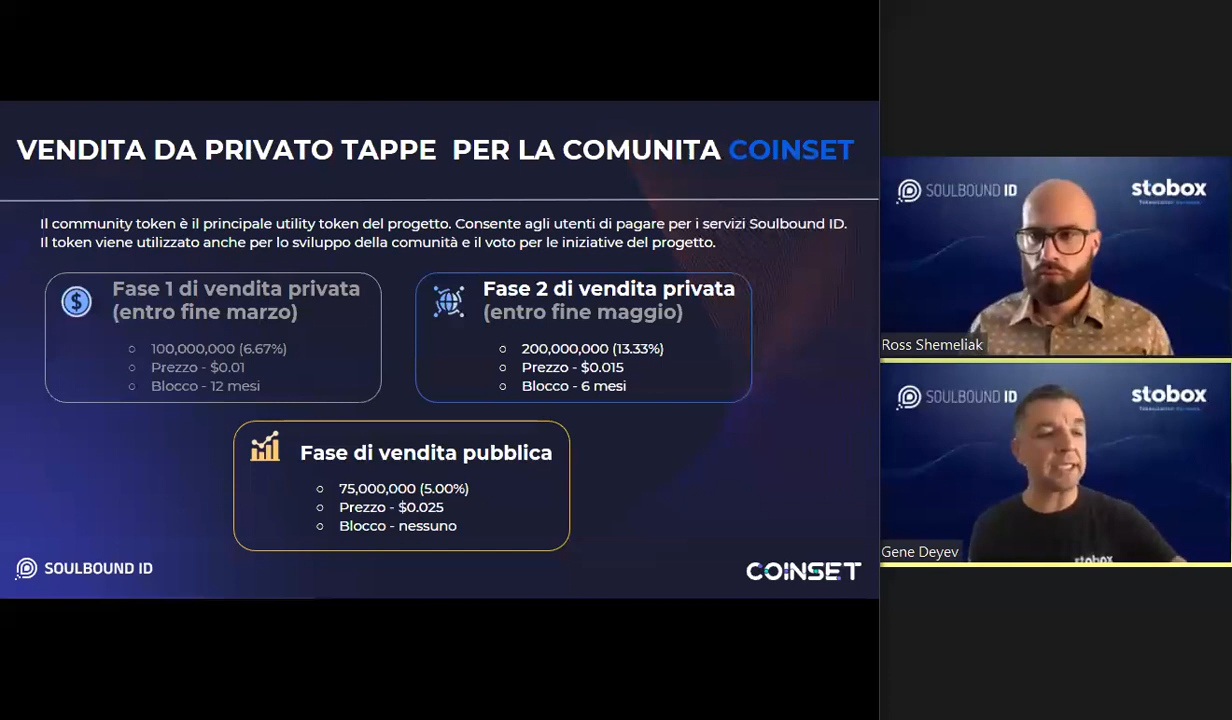 VENDITA DA PRIVATO TAPPE PER LA COMUNITA COINSET
Il community token è il principale utility token del progetto. Consente agli utenti di pagare per i servizi Soulbound ID.
Il token viene utilizzato anche per lo sviluppo della comunità e il voto per le iniziative del progetto.
Fase 1 di vendita privata
(entro fine marzo)
100,000,000 (6.67%)
Prezzo - $0.01
Blocco - 12 mesi
Fase 2 di vendita privata
(entro fine maggio)
200,000,000 (13.33%)
Prezzo - $0.015
Blocco - 6 mesi
Fase di vendita pubblica
75,000,000 (5.00%)
Prezzo - $0.025
Blocco - nessuno
SOULBOUND ID
COINSET
SOULBOUND ID
stobox
Ross Shemeliak
SOULBOUND ID
stobox
stobox
Gene Deyev